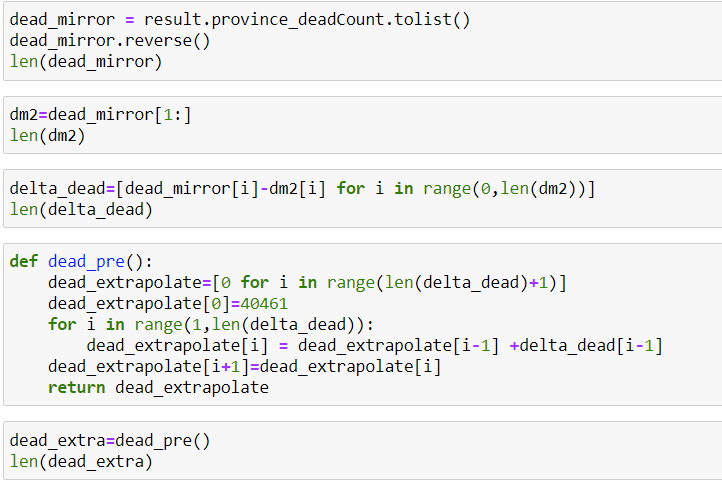 dead_mirror = result.province_deadCount.tolist()
dead_mirror.reverse()
len(dead_mirror)
dm2=dead_mirror[1:]
len(dm2)
delta_dead=[dead_mirror[i]-dm2[i] for i in range(0,len(dm2))]
len(delta_dead)
def dead_pre():
    dead_extrapolate=[0 for i in range(len(delta_dead)+1)]
    dead_extrapolate[0]=40461
    for i in range(1,len(delta_dead)):
        dead_extrapolate[i] = dead_extrapolate[i-1] +delta_dead[i-1]
    dead_extrapolate[i+1]=dead_extrapolate[i]
    return dead_extrapolate
dead_extra=dead_pre()
len(dead_extra)